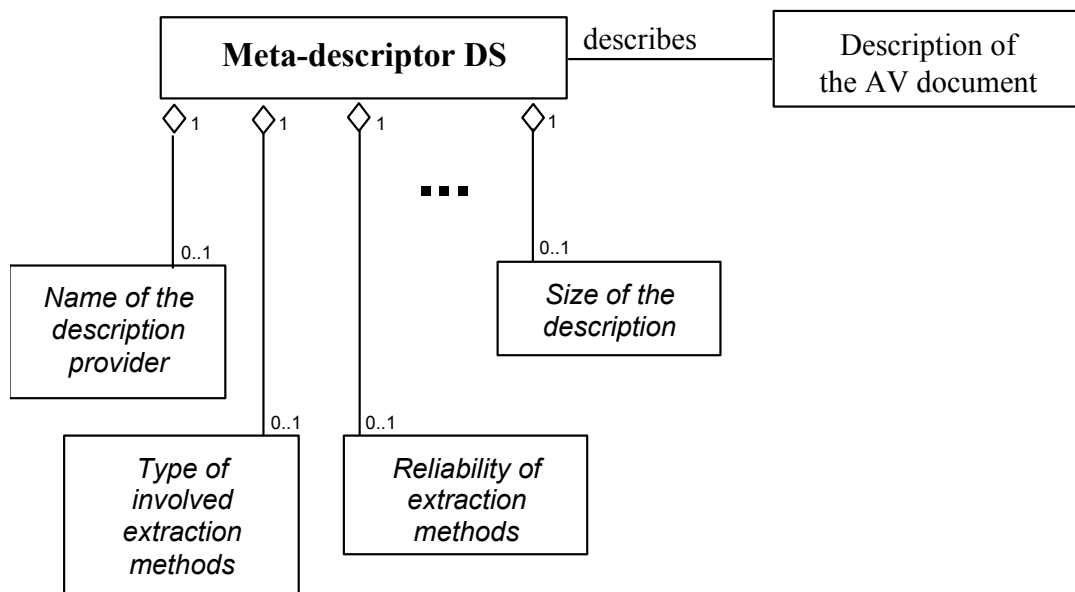 Meta-descriptor DS
describes
Description of
the AV document
1
1
1
1
...
0..1
0..1
Name of the
description
provider
Size of the
description
0..1
0..1
Type of
involved
extraction
methods
Reliability of
extraction
methods